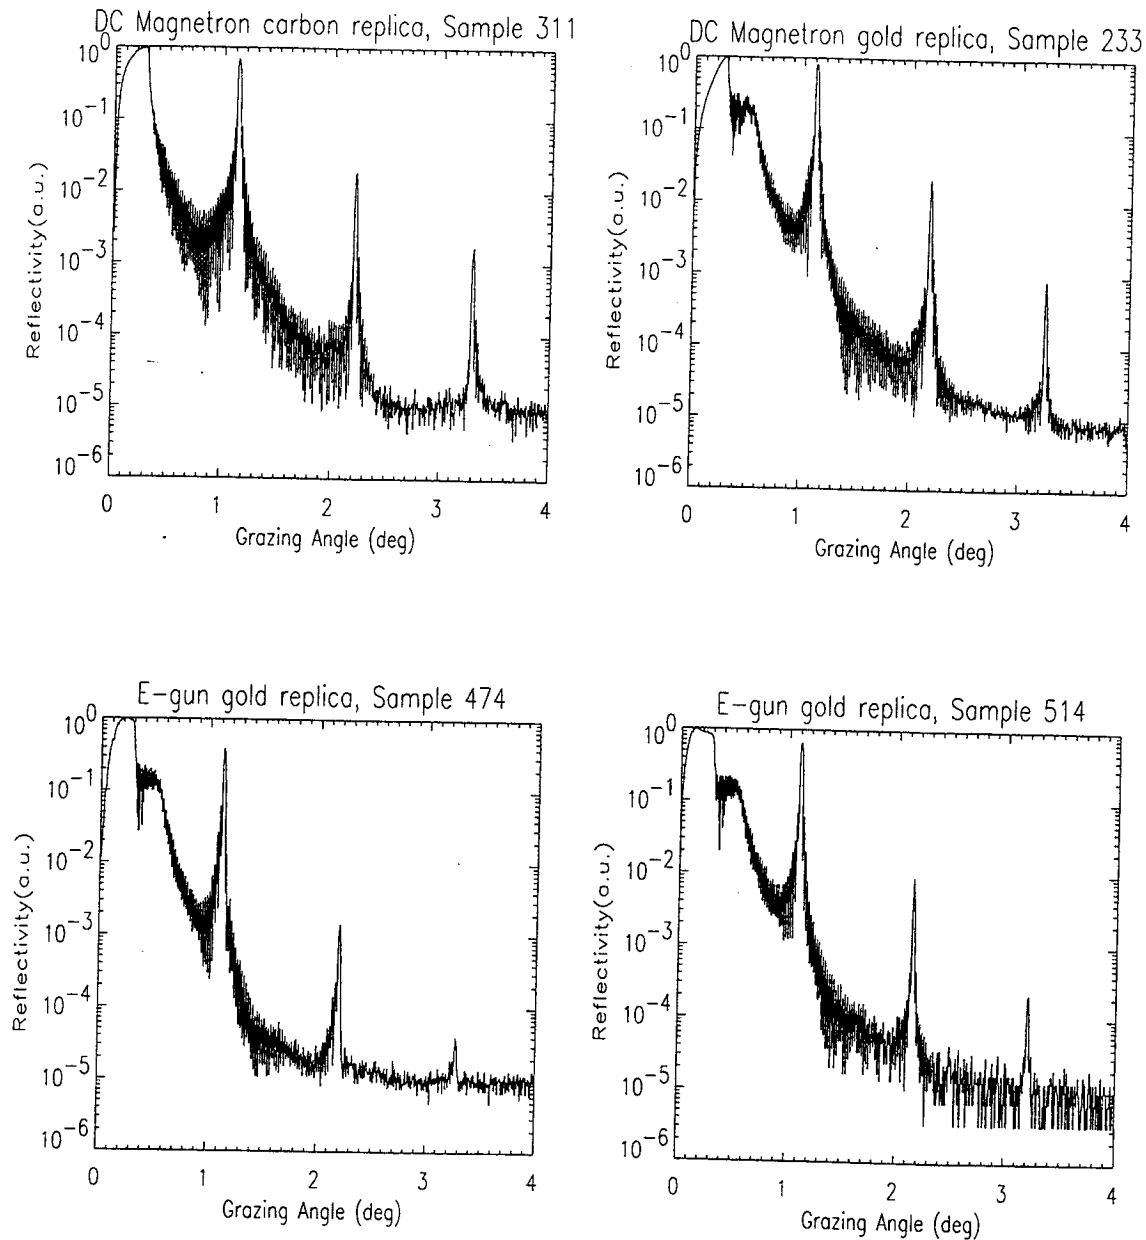 DC Magnetron carbon replica, Sample 311
10^0
10^-1
10^-2
10^-3
10^-4
10^-5
10^-6
Reflectivity(a.u.)
0 1 2 3 4
Grazing Angle (deg)
DC Magnetron gold replica, Sample 233
10^0
10^-1
10^-2
10^-3
10^-4
10^-5
10^-6
Reflectivity(a.u.)
0 1 2 3 4
Grazing Angle (deg)
E-gun gold replica, Sample 474
10^0
10^-1
10^-2
10^-3
10^-4
10^-5
10^-6
Reflectivity(a.u.)
0 1 2 3 4
Grazing Angle (deg)
E-gun gold replica, Sample 514
10^0
10^-1
10^-2
10^-3
10^-4
10^-5
10^-6
Reflectivity(a.u.)
0 1 2 3 4
Grazing Angle (deg)